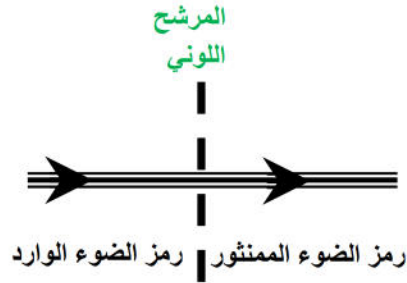 المرشح
اللوني
رمز الضوء الممنثور
رمز الضوء الوارد